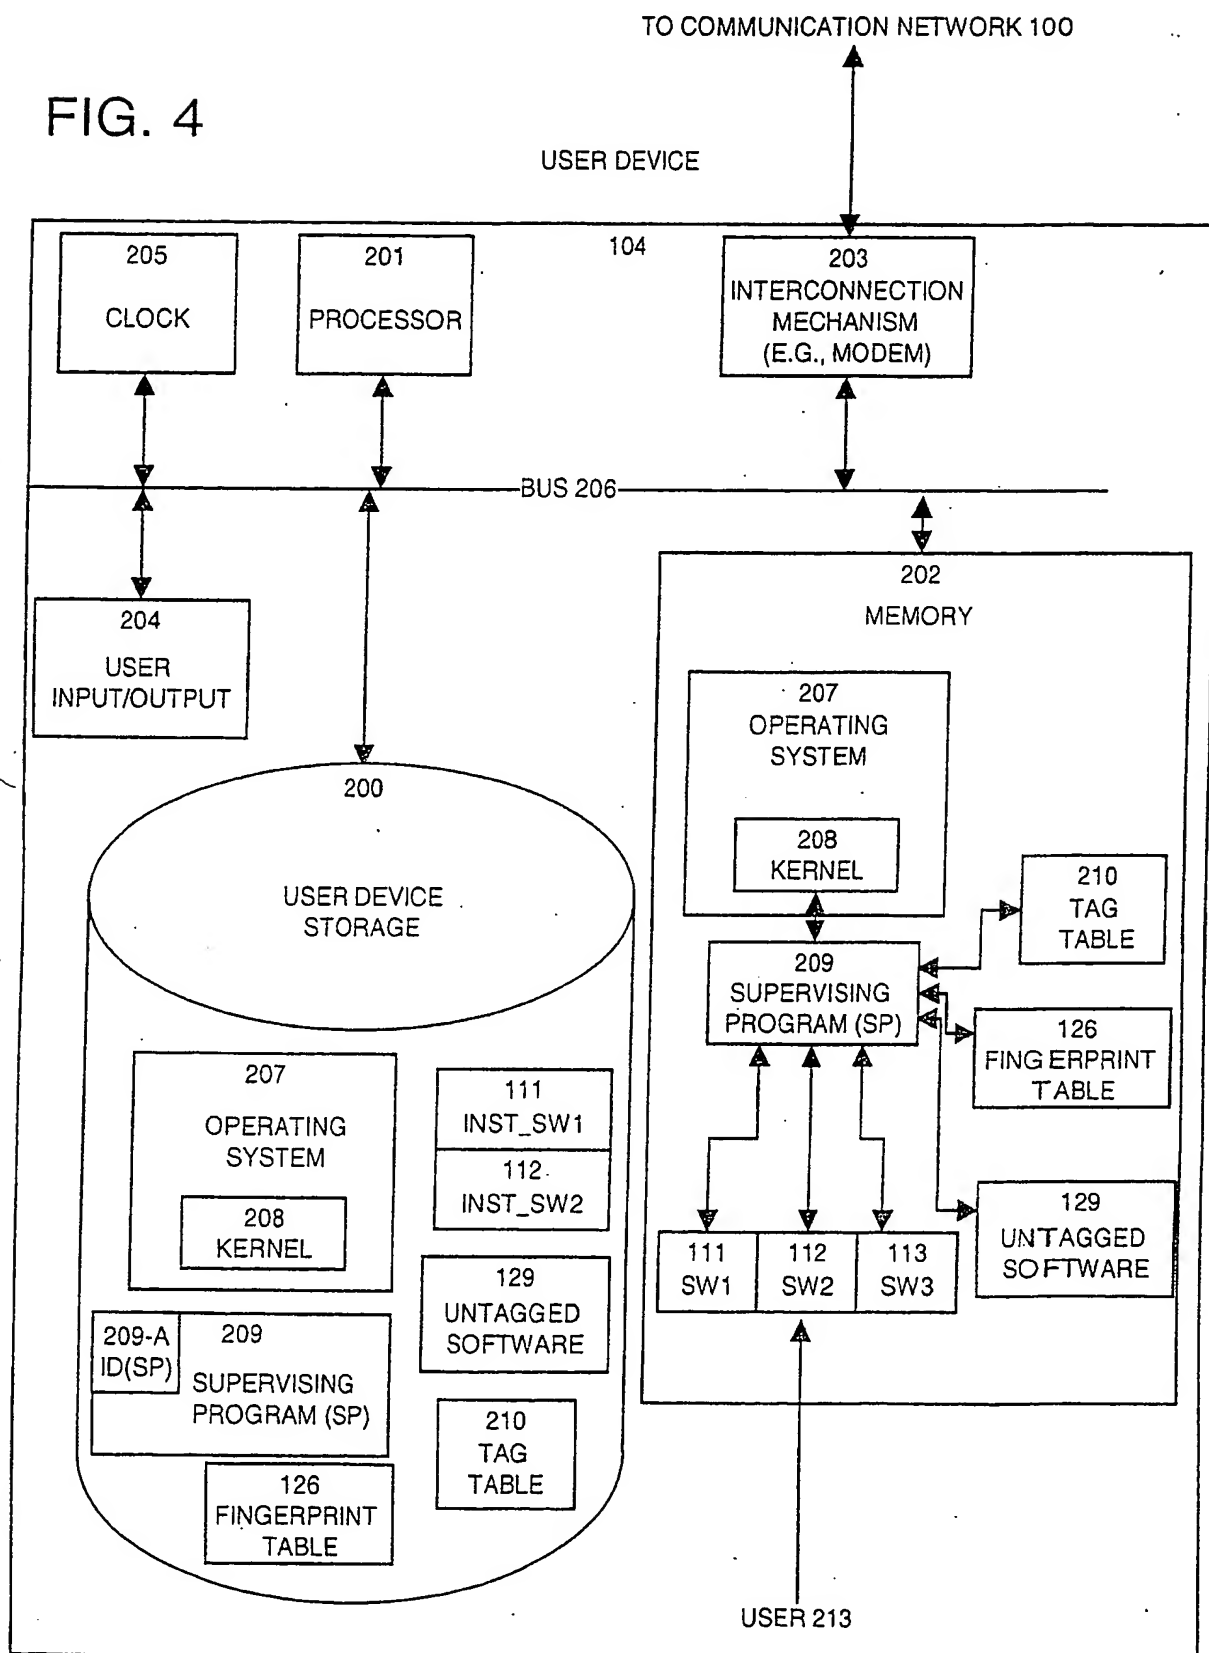 TO COMMUNICATION NETWORK 100
FIG. 4
USER DEVICE
104
205
CLOCK
201
PROCESSOR
203
INTERCONNECTION
MECHANISM
(E.G., MODEM)
BUS 206
204
USER
INPUT/OUTPUT
200
USER DEVICE
STORAGE
207
OPERATING
SYSTEM
208
KERNEL
111
INST_SW1
112
INST_SW2
129
UNTAGGED
SOFTWARE
209-A
ID(SP)
209
SUPERVISING
PROGRAM (SP)
210
TAG
TABLE
126
FINGERPRINT
TABLE
202
MEMORY
207
OPERATING
SYSTEM
208
KERNEL
209
SUPERVISING
PROGRAM (SP)
210
TAG
TABLE
126
FINGERPRINT
TABLE
129
UNTAGGED
SOFTWARE
111
SW1
112
SW2
113
SW3
USER 213